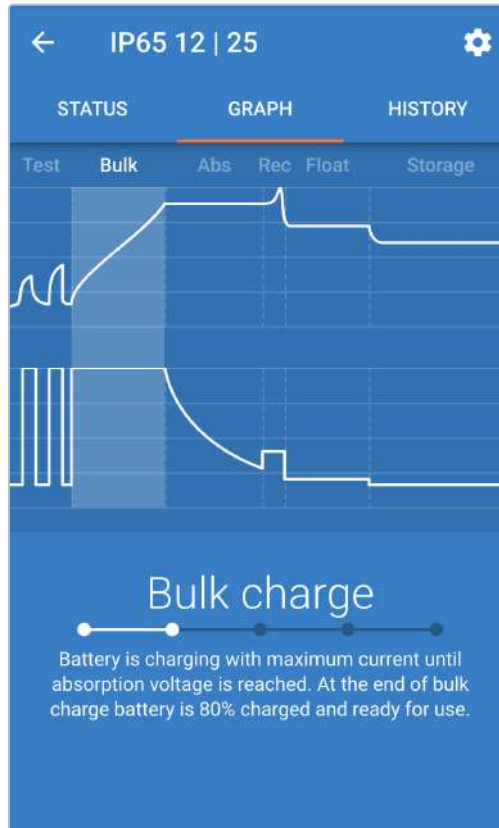 IP65 12 | 25
STATUS GRAPH HISTORY
Test Bulk Abs Rec Float Storage
Bulk charge
Battery is charging with maximum current until
absorption voltage is reached. At the end of bulk
charge battery is 80% charged and ready for use.